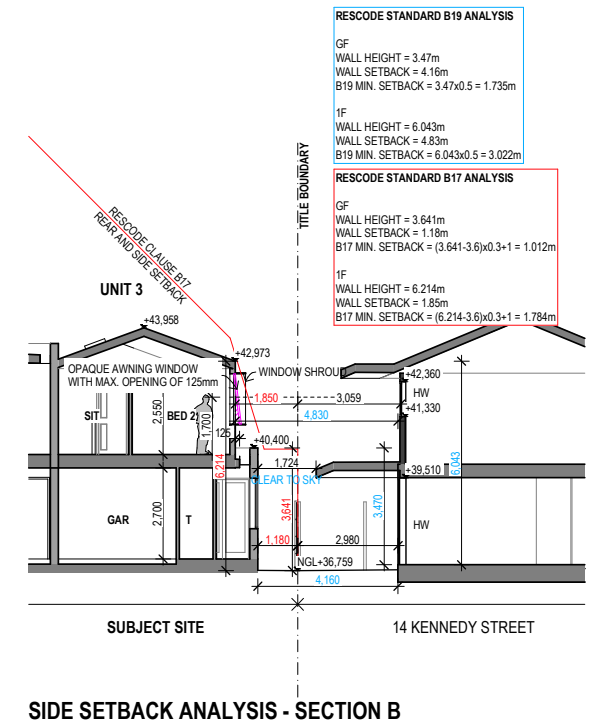 RESCODE STANDARD B19 ANALYSIS
GF
WALL HEIGHT = 3.47m
WALL SETBACK = 4.16m
B19 MIN. SETBACK = 3.47x0.5 = 1.735m
1F
WALL HEIGHT = 6.043m
WALL SETBACK = 4.83m
B19 MIN. SETBACK = 6.043x0.5 = 3.022m
RESCODE STANDARD B17 ANALYSIS
GF
WALL HEIGHT = 3.641m
WALL SETBACK = 1.18m
B17 MIN. SETBACK = (3.641-3.6)x0.3+1 = 1.012m
1F
WALL HEIGHT = 6.214m
WALL SETBACK = 1.85m
B17 MIN. SETBACK = (6.214-3.6)x0.3+1 = 1.784m
TITLE BOUNDARY
RESCODE CLAUSE B17
REAR AND SIDE SETBACK
UNIT 3
+43,958
+42,973
OPAQUE AWNING WINDOW
WITH MAX. OPENING OF 125mm
WINDOW SHROUD
+42,360
HW
1,850
3,059
+41,330
4,830
SIT
2,550
BED 2
1,700
125
+40,400
6,214
1,724
CLEAR TO SKY
+39,510
6,043
GAR
2,700
T
3,641
3,470
HW
1,180
2,980
NGL+36,759
4,160
SUBJECT SITE
14 KENNEDY STREET
SIDE SETBACK ANALYSIS - SECTION B